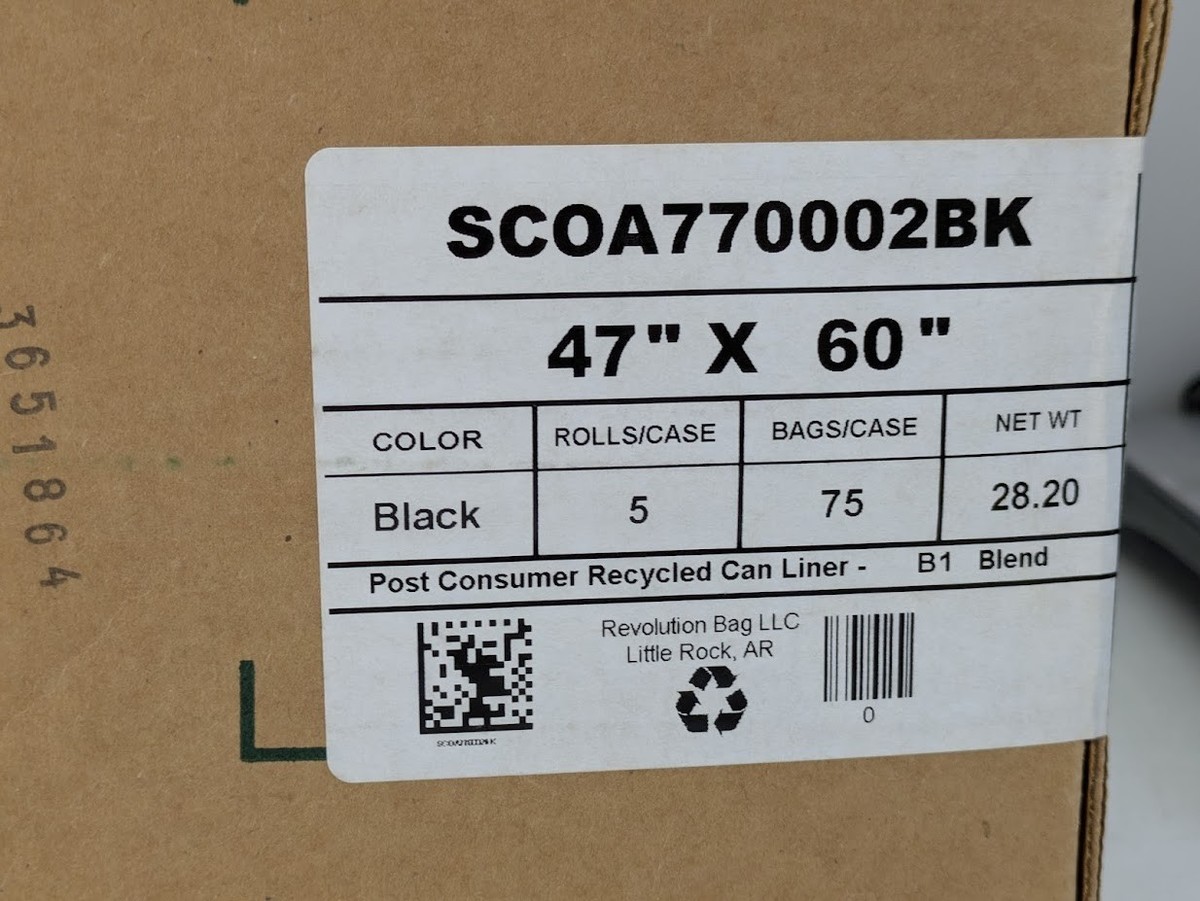 SCOA770002BK
47" X 60"
COLOR ROLLS/CASE BAGS/CASE NET WT
Black 5 75 28.20
Post Consumer Recycled Can Liner - B1 Blend
Revolution Bag LLC
Little Rock, AR
0
3651864